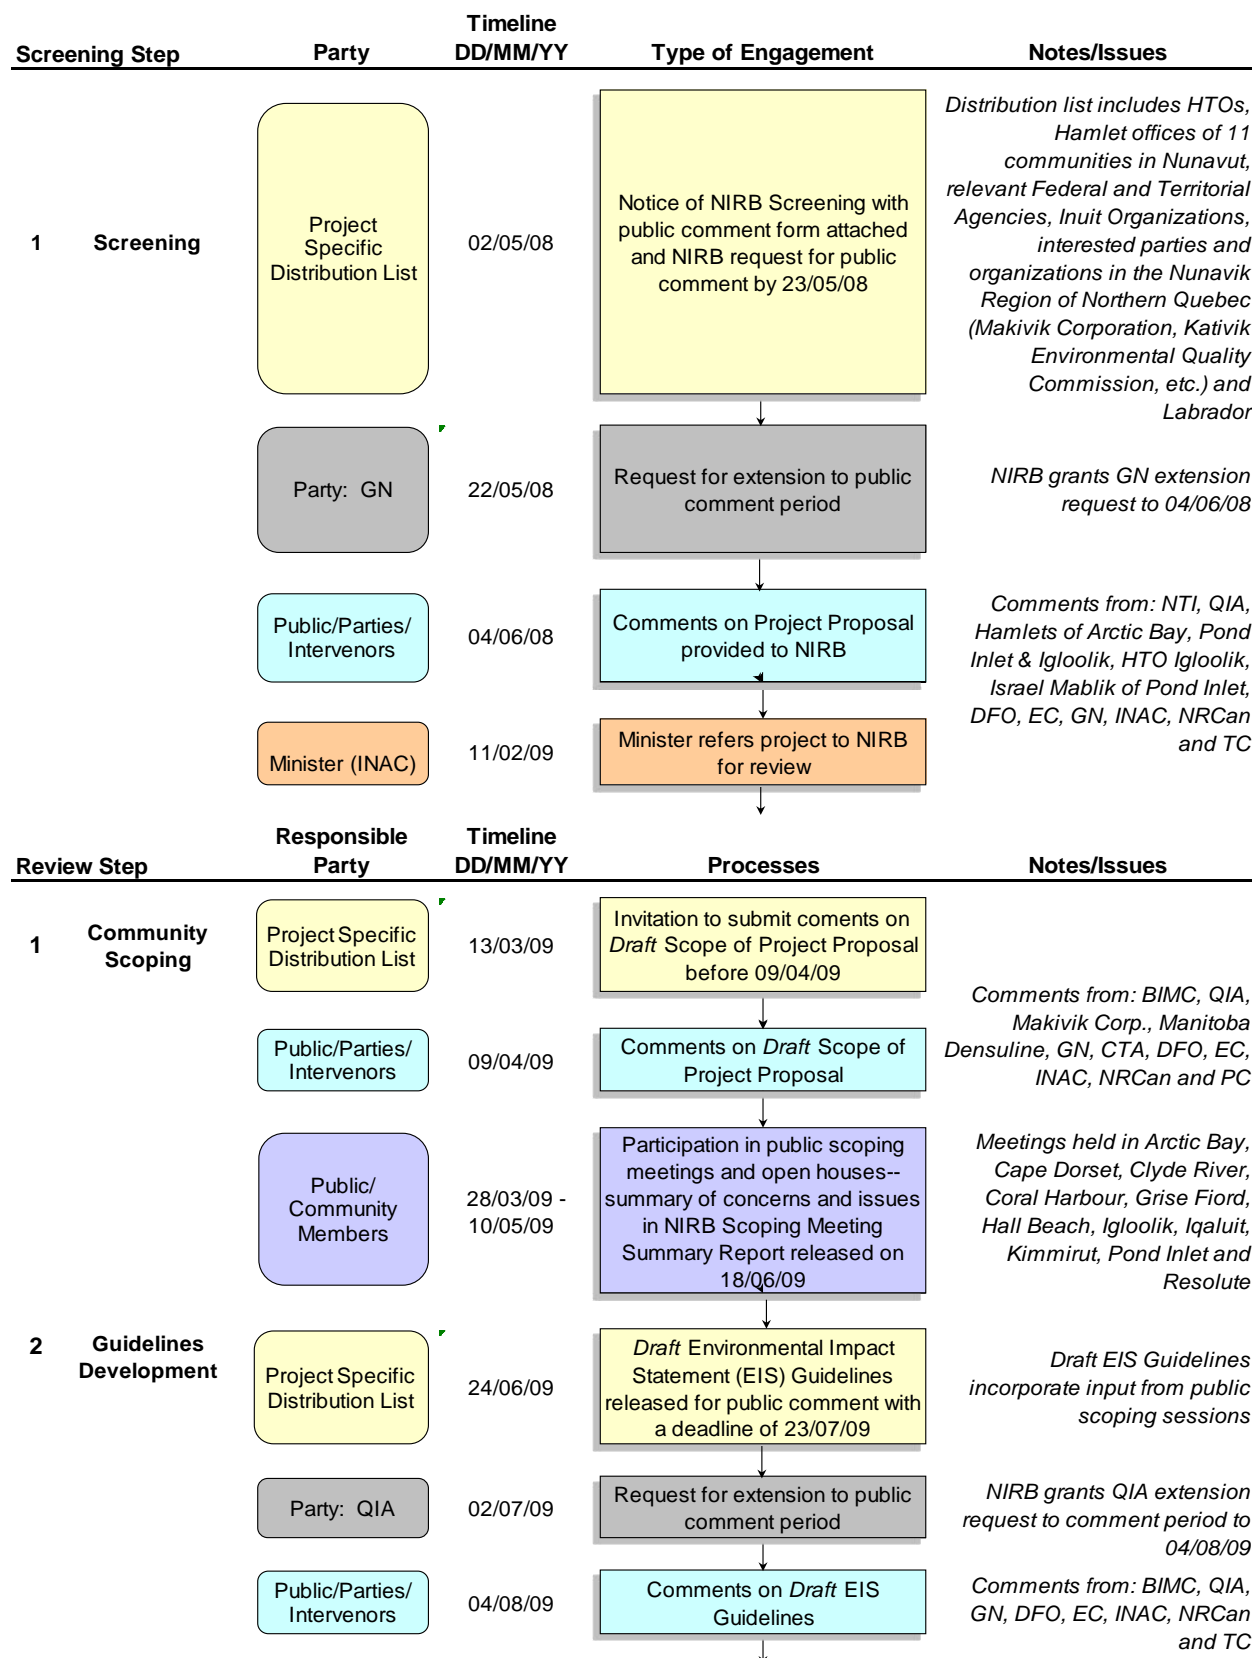 Screening Step
Party
Timeline
DD/MM/YY
Type of Engagement
Notes/Issues
1 Screening
Project
Specific
Distribution List
02/05/08
Notice of NIRB Screening with
public comment form attached
and NIRB request for public
comment by 23/05/08
Distribution list includes HTOs,
Hamlet offices of 11
communities in Nunavut,
relevant Federal and Territorial
Agencies, Inuit Organizations,
interested parties and
organizations in the Nunavik
Region of Northern Quebec
(Makivik Corporation, Kativik
Environmental Quality
Commission, etc.) and
Labrador
Party: GN
22/05/08
Request for extension to public
comment period
NIRB grants GN extension
request to 04/06/08
Public/Parties/
Intervenors
04/06/08
Comments on Project Proposal
provided to NIRB
Comments from: NTI, QIA,
Hamlets of Arctic Bay, Pond
Inlet & Igloolik, HTO Igloolik,
Israel Mablik of Pond Inlet,
DFO, EC, GN, INAC, NRCan
and TC
Minister (INAC)
11/02/09
Minister refers project to NIRB
for review
Review Step
Responsible
Party
Timeline
DD/MM/YY
Processes
Notes/Issues
1 Community
Scoping
Project Specific
Distribution List
13/03/09
Invitation to submit coments on
Draft Scope of Project Proposal
before 09/04/09
Public/Parties/
Intervenors
09/04/09
Comments on Draft Scope of
Project Proposal
Comments from: BIMC, QIA,
Makivik Corp., Manitoba
Densuline, GN, CTA, DFO, EC,
INAC, NRCan and PC
Public/
Community
Members
28/03/09 -
10/05/09
Participation in public scoping
meetings and open houses--
summary of concerns and issues
in NIRB Scoping Meeting
Summary Report released on
18/06/09
Meetings held in Arctic Bay,
Cape Dorset, Clyde River,
Coral Harbour, Grise Fiord,
Hall Beach, Igloolik, Iqaluit,
Kimmirut, Pond Inlet and
Resolute
2 Guidelines
Development
Project Specific
Distribution List
24/06/09
Draft Environmental Impact
Statement (EIS) Guidelines
released for public comment with
a deadline of 23/07/09
Draft EIS Guidelines
incorporate input from public
scoping sessions
Party: QIA
02/07/09
Request for extension to public
comment period
NIRB grants QIA extension
request to comment period to
04/08/09
Public/Parties/
Intervenors
04/08/09
Comments on Draft EIS
Guidelines
Comments from: BIMC, QIA,
GN, DFO, EC, INAC, NRCan
and TC